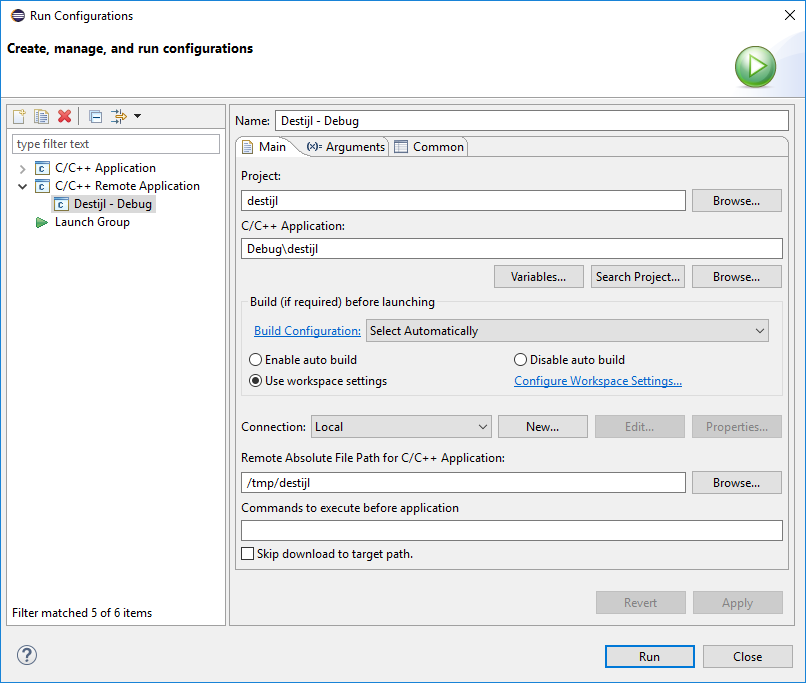 Run Configurations
Create, manage, and run configurations
type filter text
C/C++ Application
C/C++ Remote Application
Destijl - Debug
Launch Group
Filter matched 5 of 6 items
Name: Destijl - Debug
Main (x)= Arguments Common
Project:
destijl Browse...
C/C++ Application:
Debug\destijl
Variables... Search Project... Browse...
Build (if required) before launching
Build Configuration: Select Automatically
Enable auto build Disable auto build
Use workspace settings Configure Workspace Settings...
Connection: Local New... Edit... Properties...
Remote Absolute File Path for C/C++ Application:
/tmp/destijl Browse...
Commands to execute before application
Skip download to target path.
Revert Apply
? Run Close